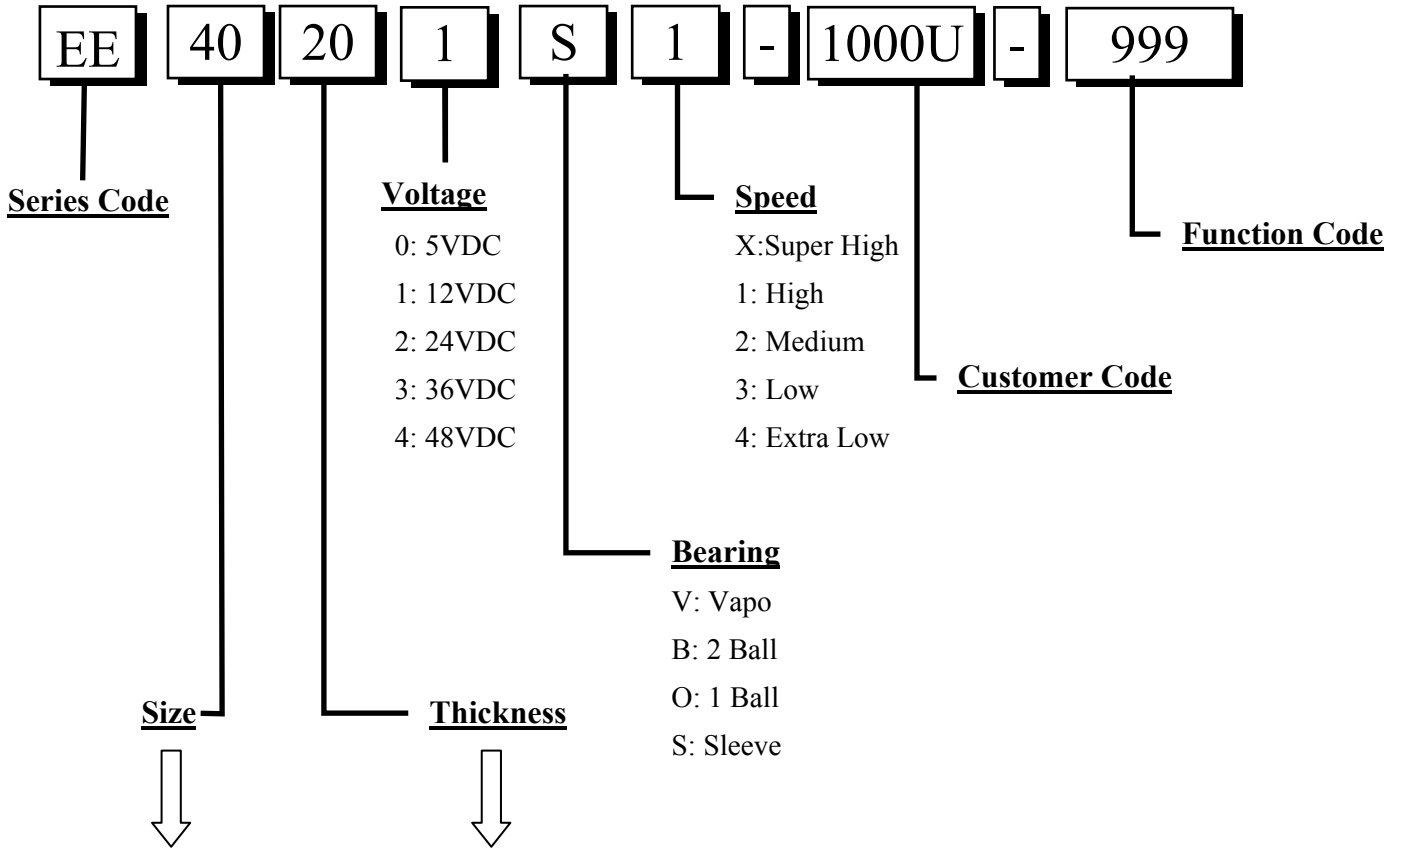 EE 40 20 1 S 1 - 1000U - 999
Series Code
Voltage
0: 5VDC
1: 12VDC
2: 24VDC
3: 36VDC
4: 48VDC
Speed
X:Super High
1: High
2: Medium
3: Low
4: Extra Low
Function Code
Customer Code
Bearing
V: Vapo
B: 2 Ball
O: 1 Ball
S: Sleeve
Size
Thickness